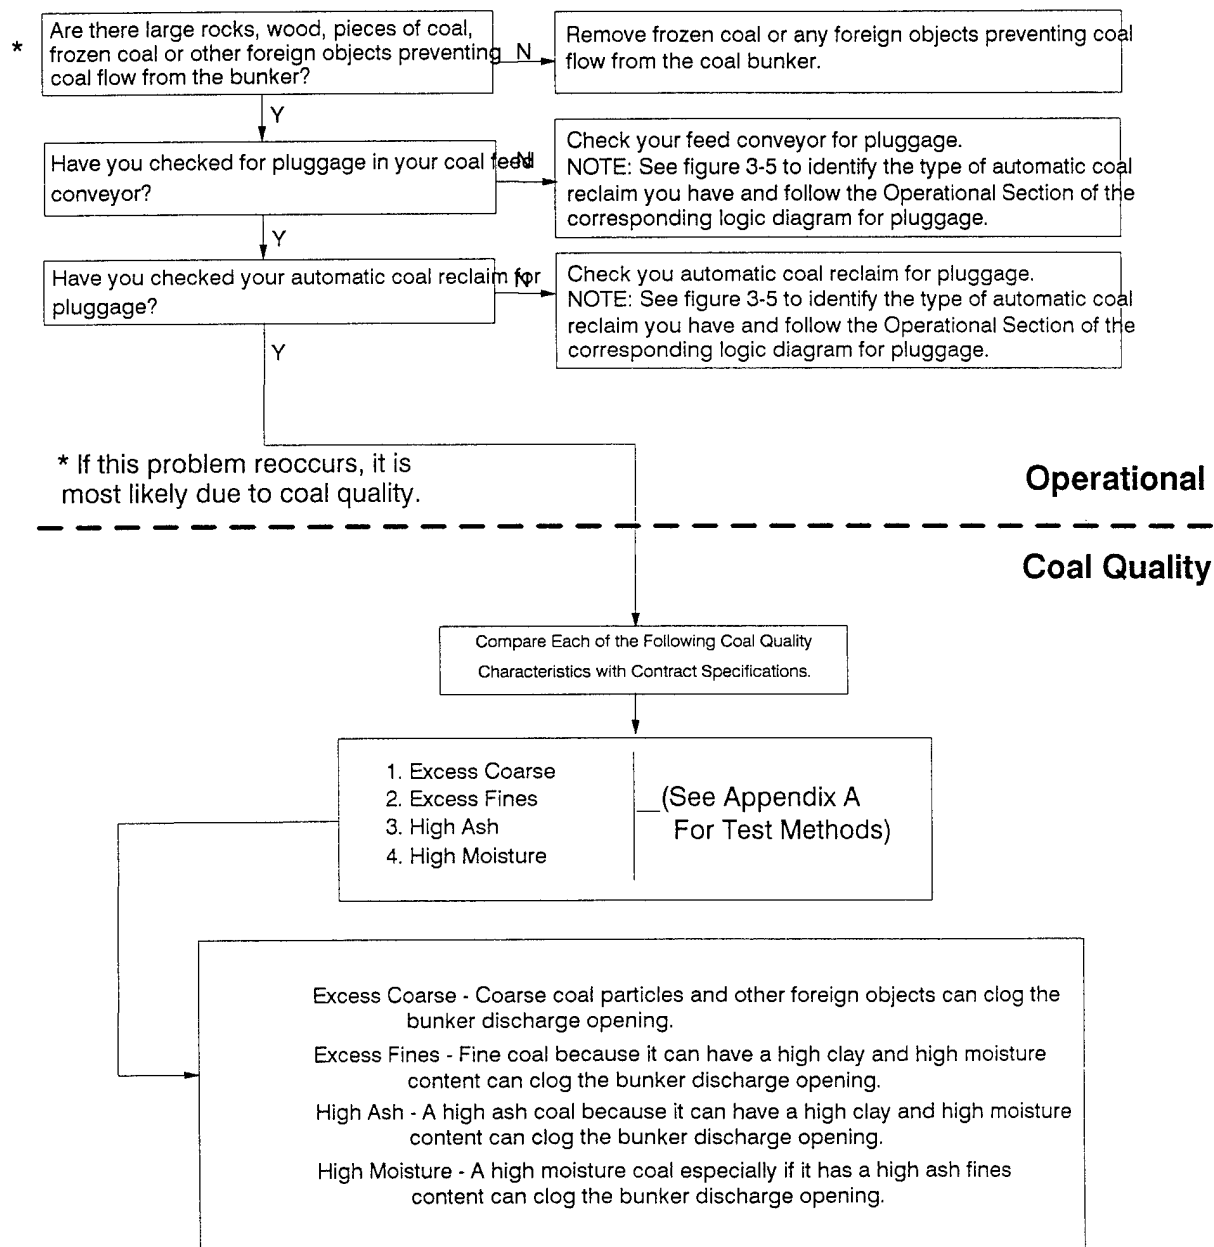 *
Are there large rocks, wood, pieces of coal,
frozen coal or other foreign objects preventing
coal flow from the bunker?
N
Remove frozen coal or any foreign objects preventing coal
flow from the coal bunker.
Y
Have you checked for pluggage in your coal feed
conveyor?
N
Check your feed conveyor for pluggage.
NOTE: See figure 3-5 to identify the type of automatic coal
reclaim you have and follow the Operational Section of the
corresponding logic diagram for pluggage.
Y
Have you checked your automatic coal reclaim for
pluggage?
N
Check you automatic coal reclaim for pluggage.
NOTE: See figure 3-5 to identify the type of automatic coal
reclaim you have and follow the Operational Section of the
corresponding logic diagram for pluggage.
Y
* If this problem reoccurs, it is
most likely due to coal quality.
Operational
Coal Quality
Compare Each of the Following Coal Quality
Characteristics with Contract Specifications.
1. Excess Coarse
2. Excess Fines
3. High Ash
4. High Moisture
(See Appendix A
For Test Methods)
Excess Coarse - Coarse coal particles and other foreign objects can clog the
bunker discharge opening.
Excess Fines - Fine coal because it can have a high clay and high moisture
content can clog the bunker discharge opening.
High Ash - A high ash coal because it can have a high clay and high moisture
content can clog the bunker discharge opening.
High Moisture - A high moisture coal especially if it has a high ash fines
content can clog the bunker discharge opening.